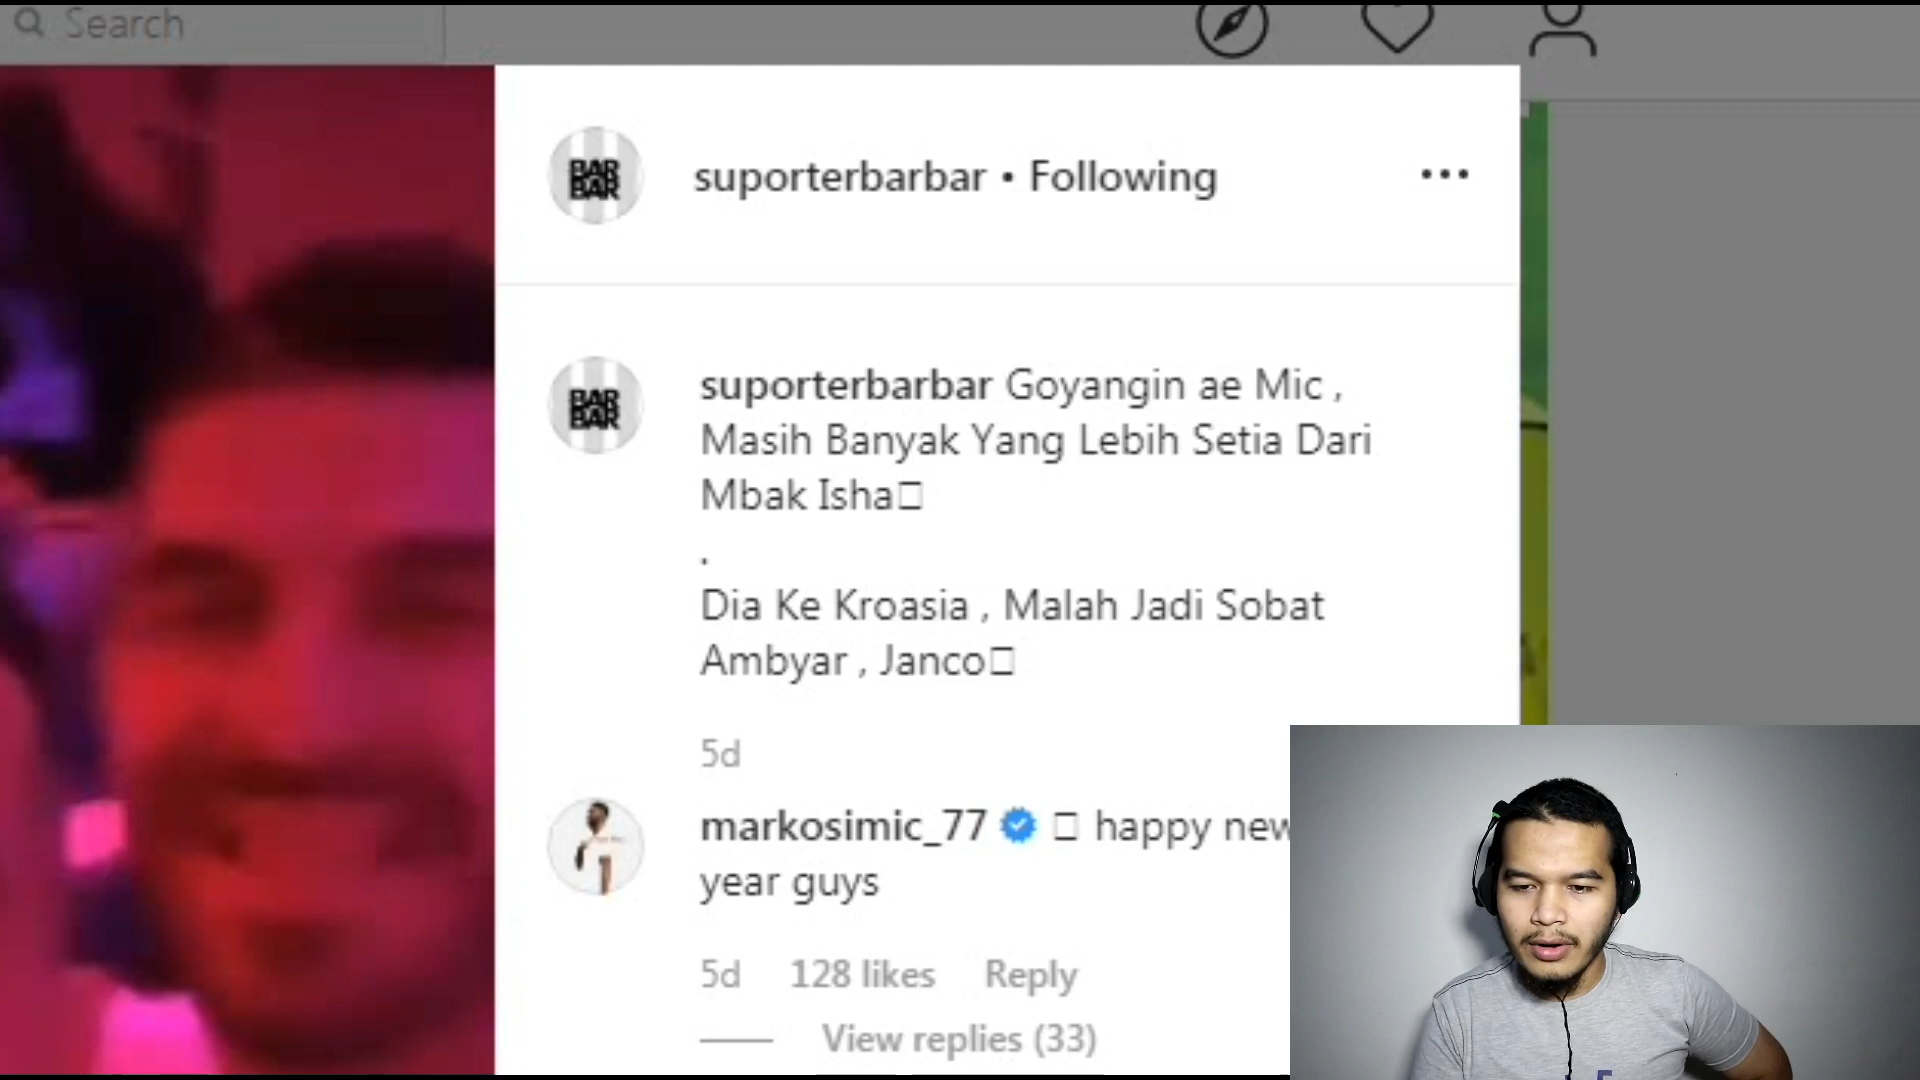 Search
BAR
BAR
suporterbarbar • Following
BAR
BAR
suporterbarbar Goyangin ae Mic ,
Masih Banyak Yang Lebih Setia Dari
Mbak Isha□
.
Dia Ke Kroasia , Malah Jadi Sobat
Ambyar , Janco□
5d
markosimic_77 □ happy new
year guys
5d 128 likes Reply
View replies (33)